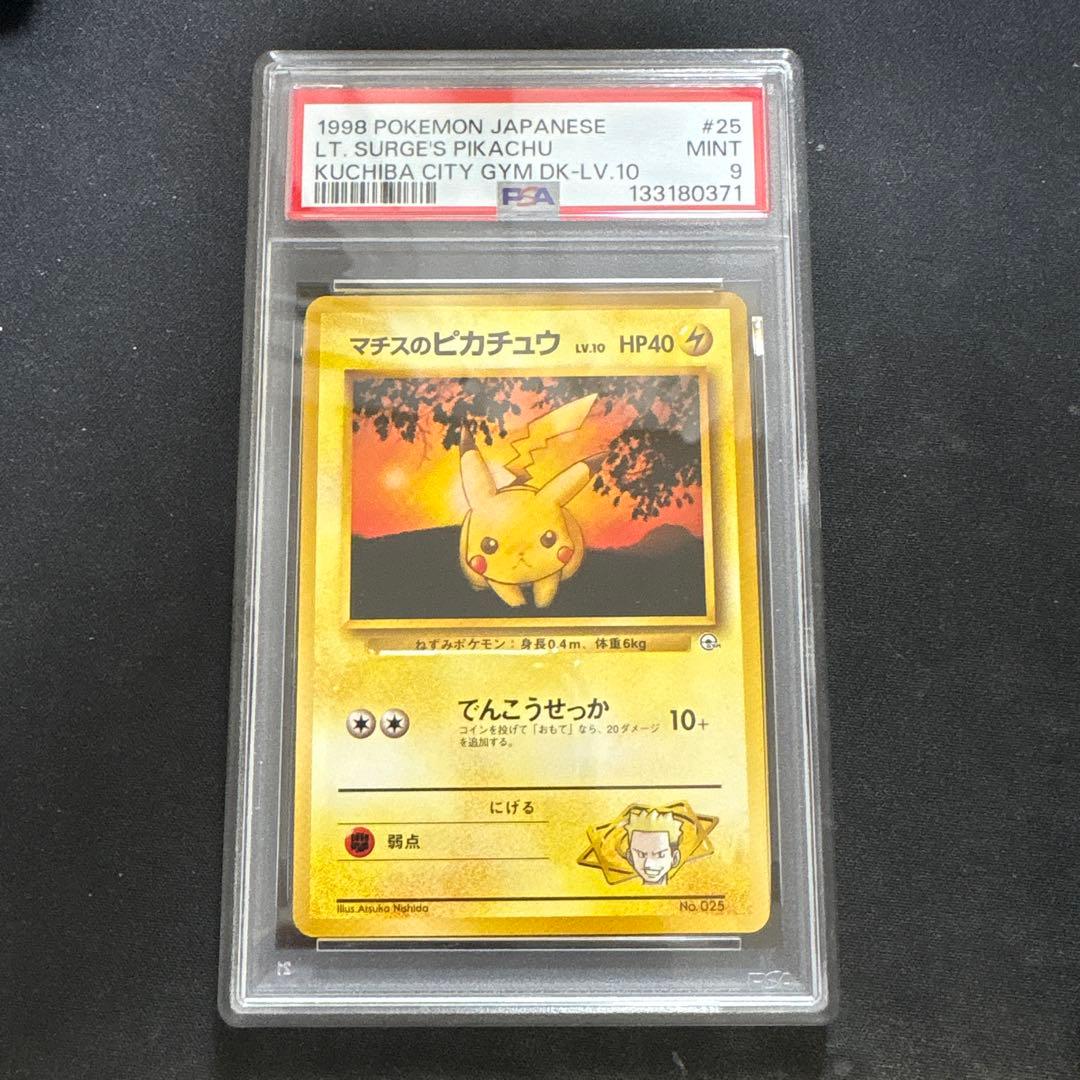 1998 POKEMON JAPANESE #25
LT. SURGE'S PIKACHU MINT
KUCHIBA CITY GYM DK-LV.10 9
PSA 133180371
マチスのピカチュウ LV.10 HP40
ねずみポケモン：身長0.4m、体重6kg
でんこうせっか 10+
コインを投げて「おもて」なら、20ダメージ
を追加する。
にげる
弱点
Illus.Atsuko Nishida No.025
PSA